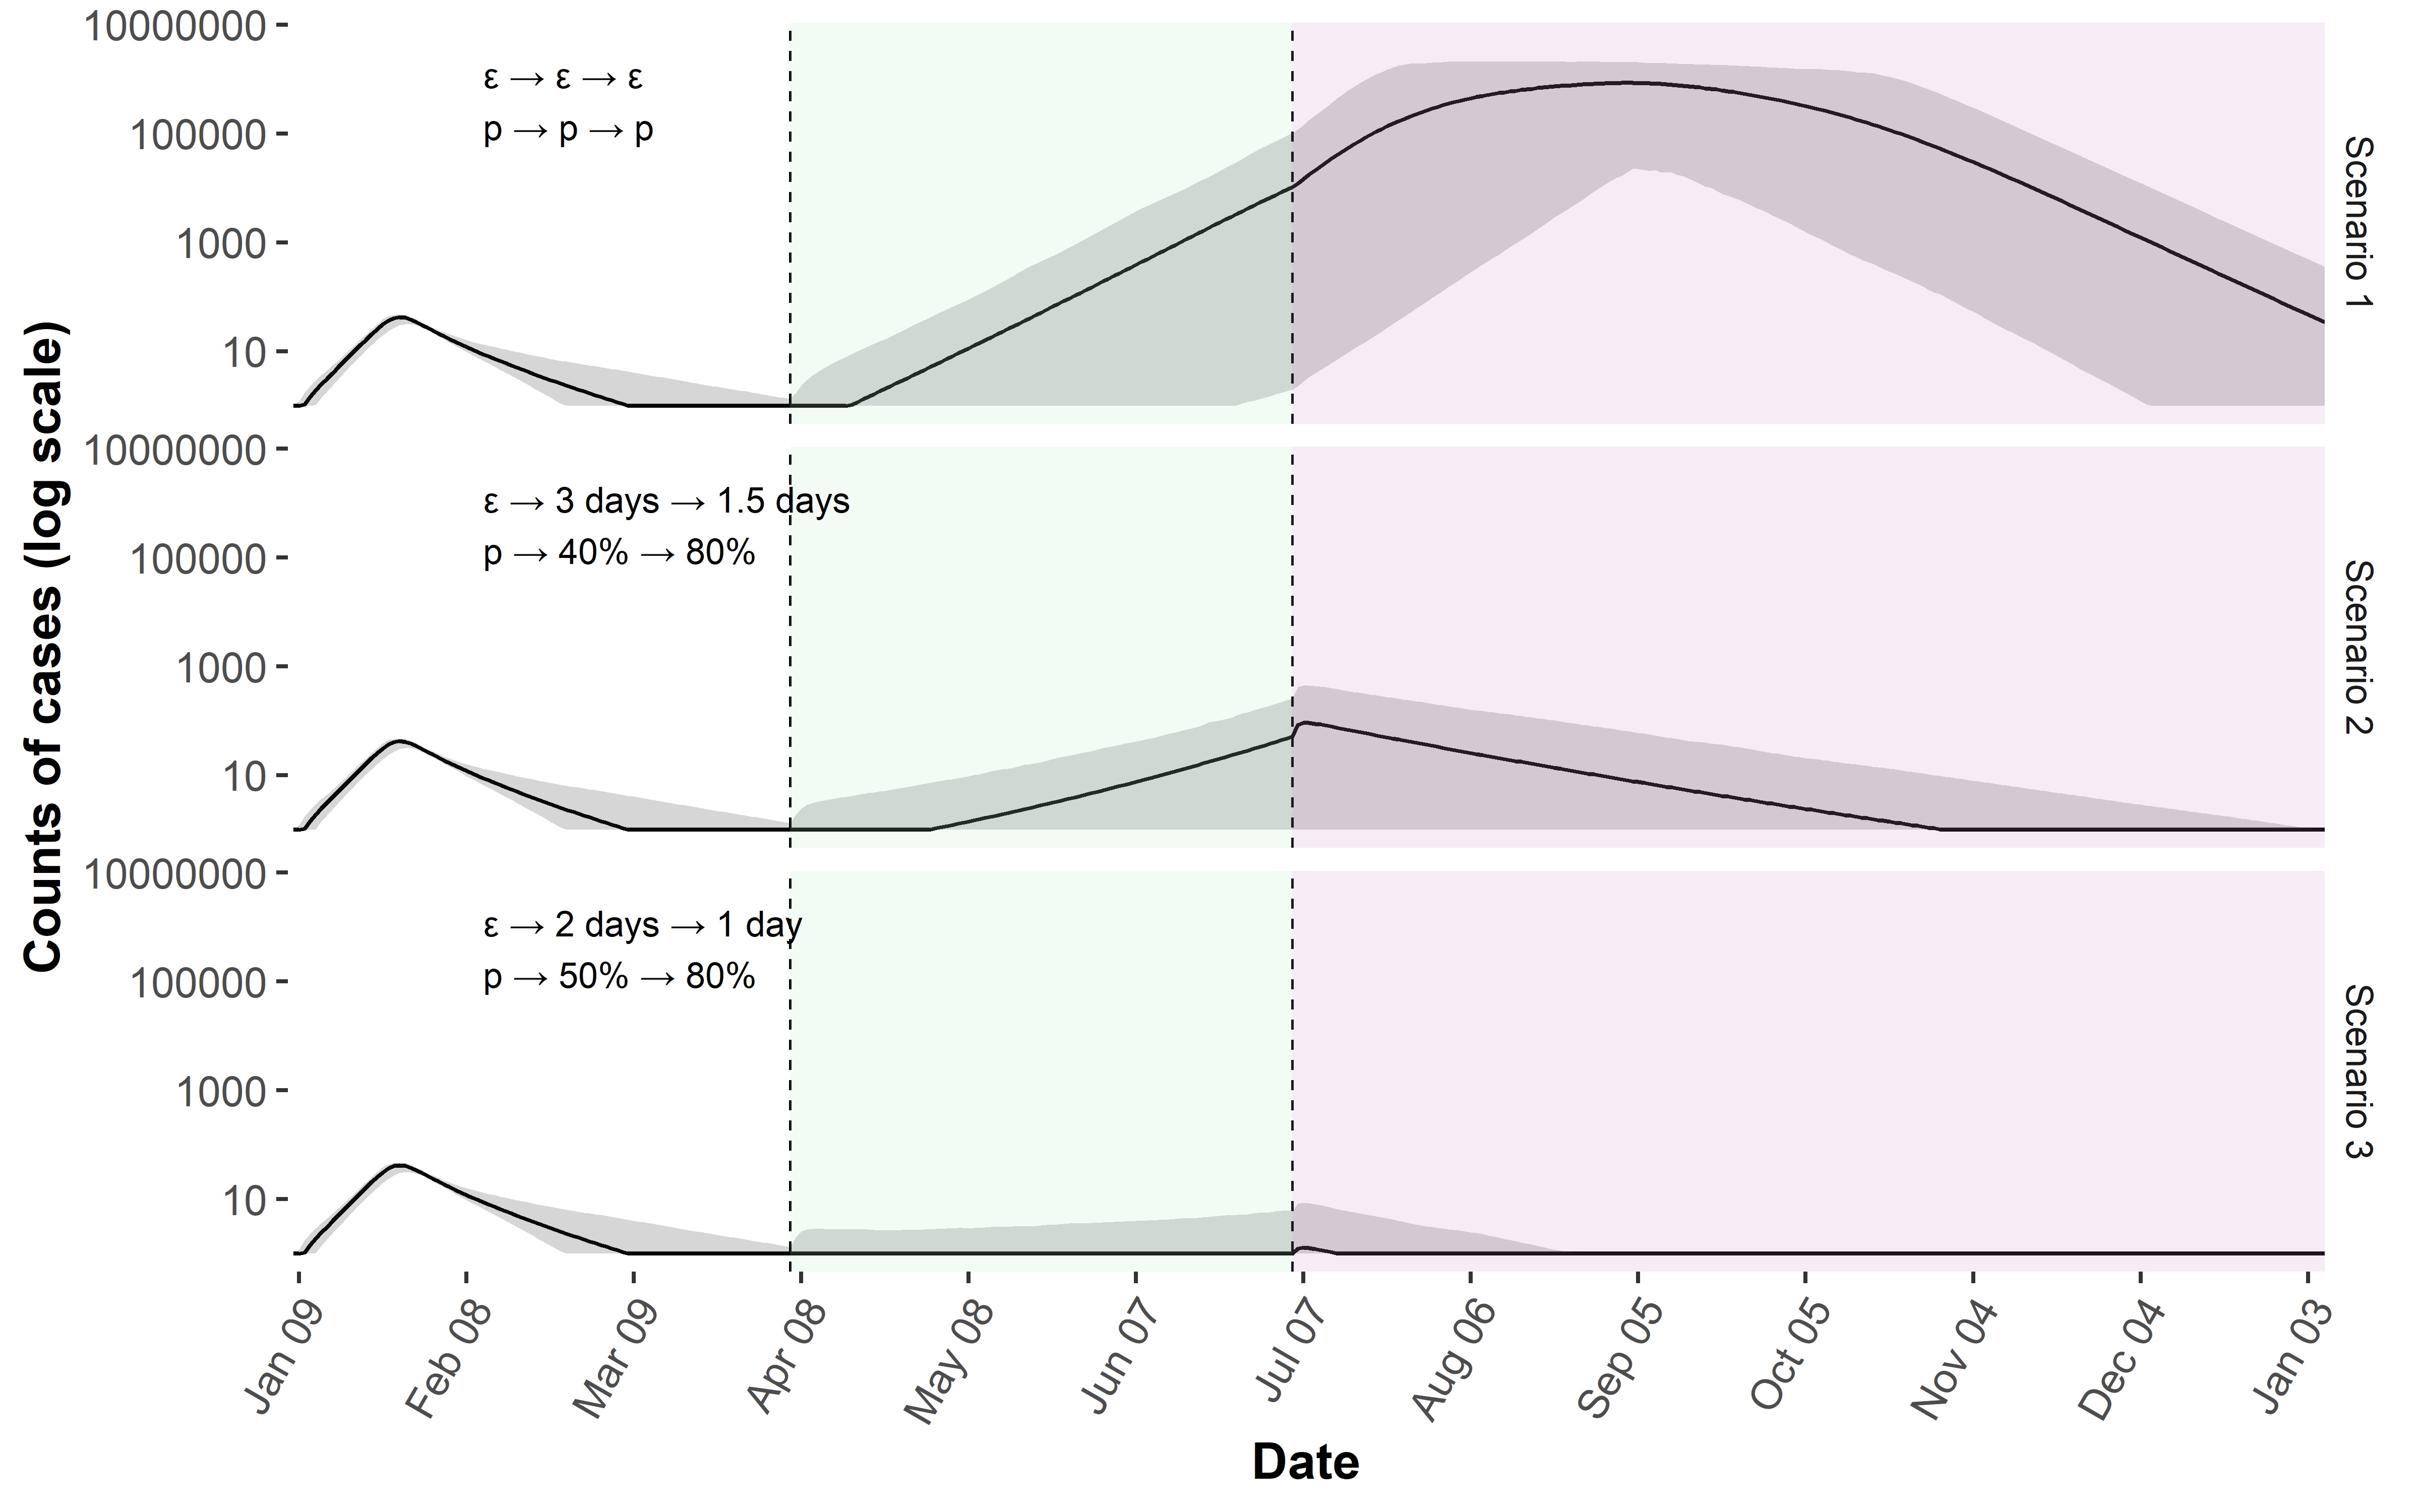 Counts of cases (log scale)
10000000
100000
1000
10
ε → ε → ε
p → p → p
Scenario 1
10000000
100000
1000
10
ε → 3 days → 1.5 days
p → 40% → 80%
Scenario 2
10000000
100000
1000
10
ε → 2 days → 1 day
p → 50% → 80%
Scenario 3
Jan 09
Feb 08
Mar 09
Apr 08
May 08
Jun 07
Jul 07
Aug 06
Sep 05
Oct 05
Nov 04
Dec 04
Jan 03
Date